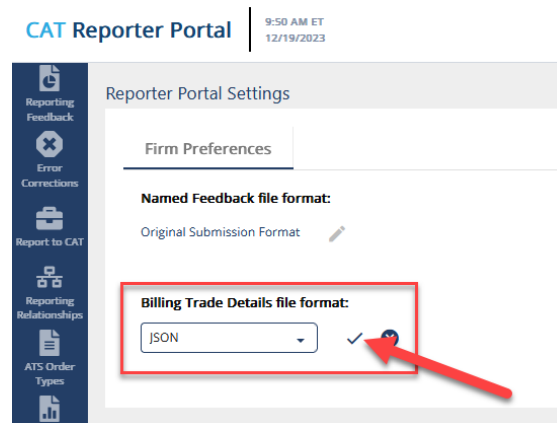 CAT Reporter Portal
9:50 AM ET
12/19/2023
Reporting
Feedback
Error
Corrections
Report to CAT
Reporting
Relationships
ATS Order
Types
Reporter Portal Settings
Firm Preferences
Named Feedback file format:
Original Submission Format
Billing Trade Details file format:
JSON